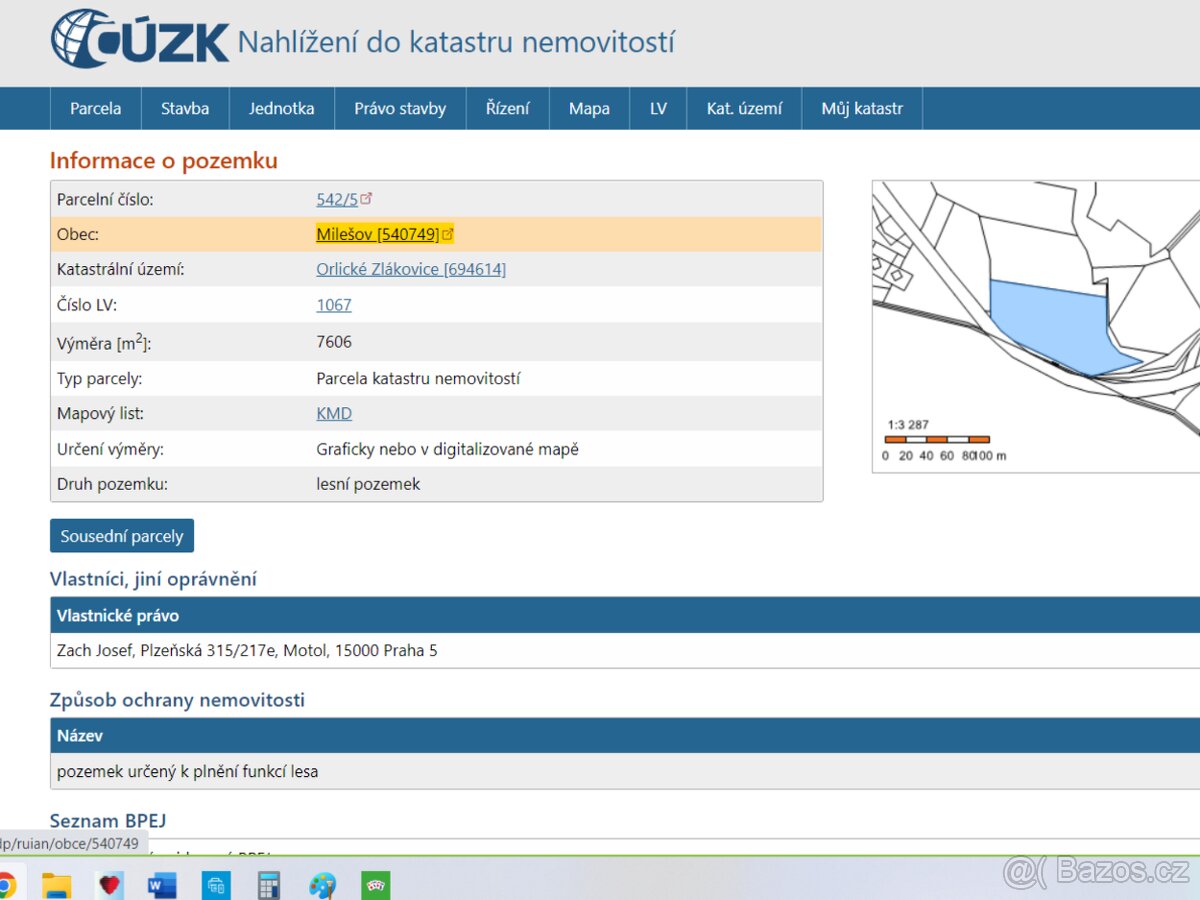 ČÚZK Nahlížení do katastru nemovitostí
Parcela Stavba Jednotka Právo stavby Řízení Mapa LV Kat. území Můj katastr
Informace o pozemku
Parcelní číslo: 542/5
Obec: Milešov [540749]
Katastrální území: Orlické Zlákovice [694614]
Číslo LV: 1067
Výměra [m2]: 7606
Typ parcely: Parcela katastru nemovitostí
Mapový list: KMD
Určení výměry: Graficky nebo v digitalizované mapě
Druh pozemku: lesní pozemek
1:3 287
0 20 40 60 80 100 m
Sousední parcely
Vlastníci, jiní oprávnění
Vlastnické právo
Zach Josef, Plzeňská 315/217e, Motol, 15000 Praha 5
Způsob ochrany nemovitosti
Název
pozemek určený k plnění funkcí lesa
Seznam BPEJ
dp/ruian/obce/540749
@( Bazos.cz